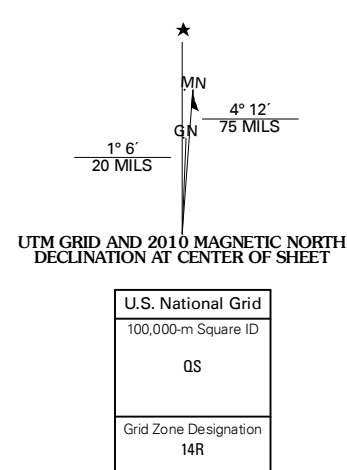 MN
4° 12´
75 MILS
GN
1° 6´
20 MILS
UTM GRID AND 2010 MAGNETIC NORTH
DECLINATION AT CENTER OF SHEET
U.S. National Grid
100,000-m Square ID
QS
Grid Zone Designation
14R